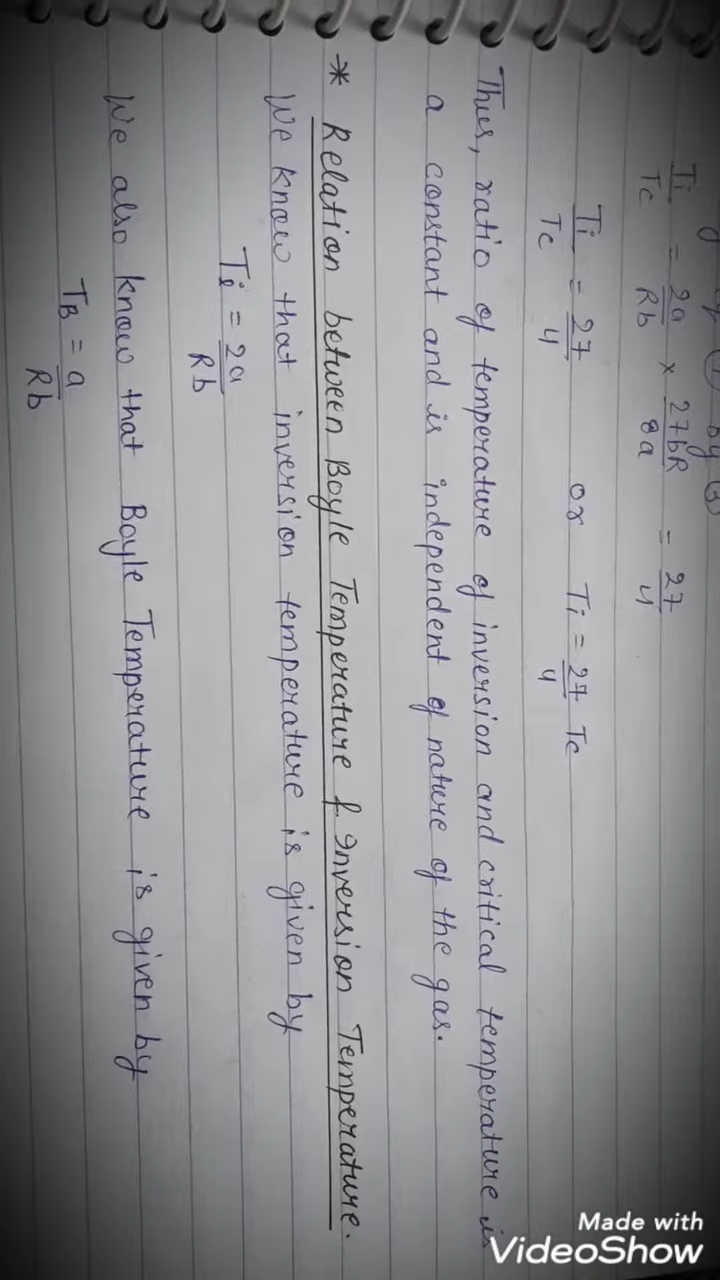 by (3)
Ti/Tc = 2a/Rb × 27bR/8a = 27/4
Ti/Tc = 27/4 or Ti = 27/4 Tc
Thus, ratio of temperature of inversion and critical temperature is
a constant and is independent of nature of the gas.
* Relation between Boyle Temperature & Inversion Temperature.
We know that inversion temperature is given by
Ti = 2a/Rb
We also know that Boyle Temperature is given by
TB = a/Rb
Made with
VideoShow